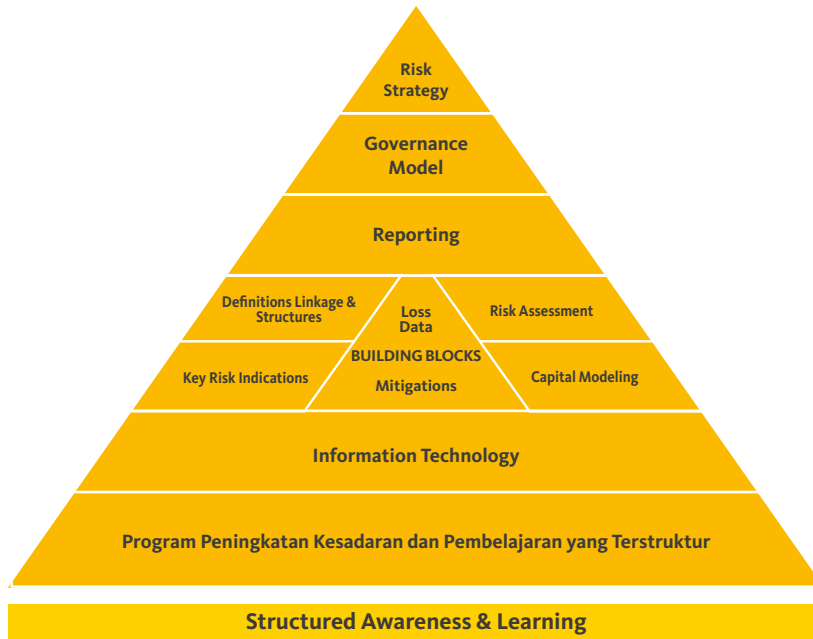 Risk
Strategy
Governance
Model
Reporting
Definitions Linkage &
Structures
Loss
Data
Risk Assessment
BUILDING BLOCKS
Key Risk Indications
Mitigations
Capital Modeling
Information Technology
Program Peningkatan Kesadaran dan Pembelajaran yang Terstruktur
Structured Awareness & Learning